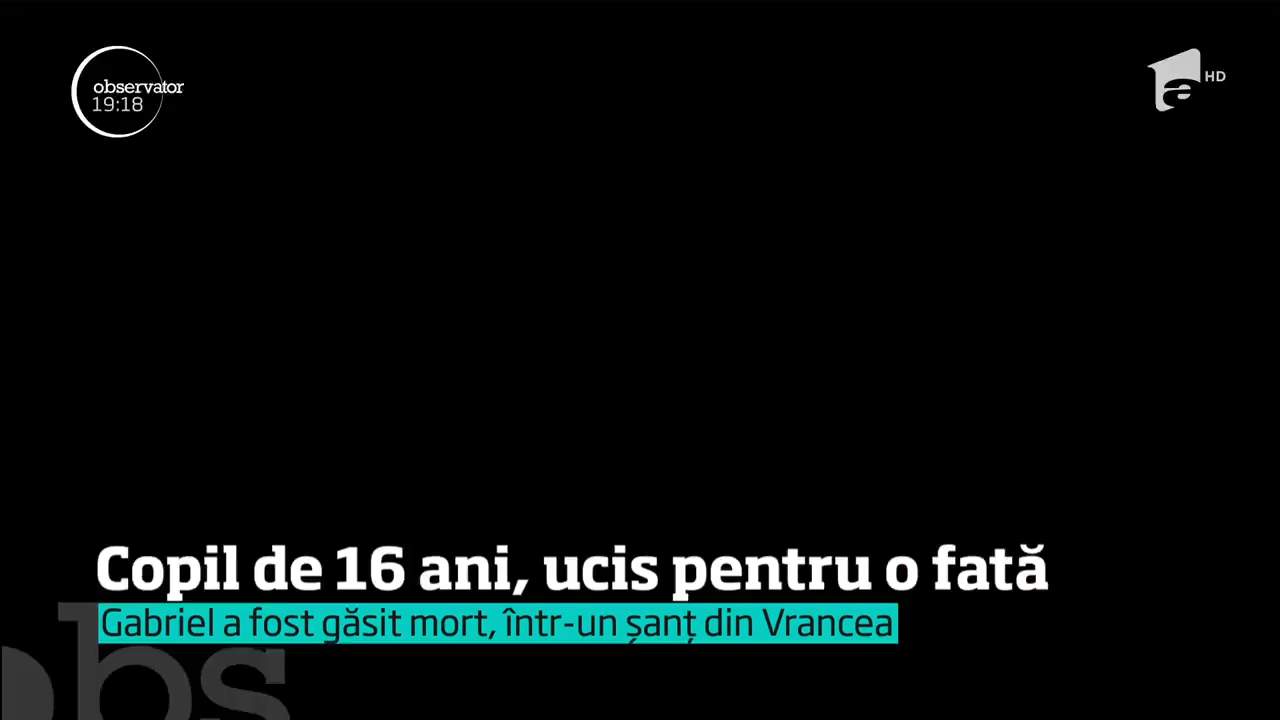 observator
19:18
a HD
Copil de 16 ani, ucis pentru o fată
Gabriel a fost găsit mort, într-un șanț din Vrancea
obs